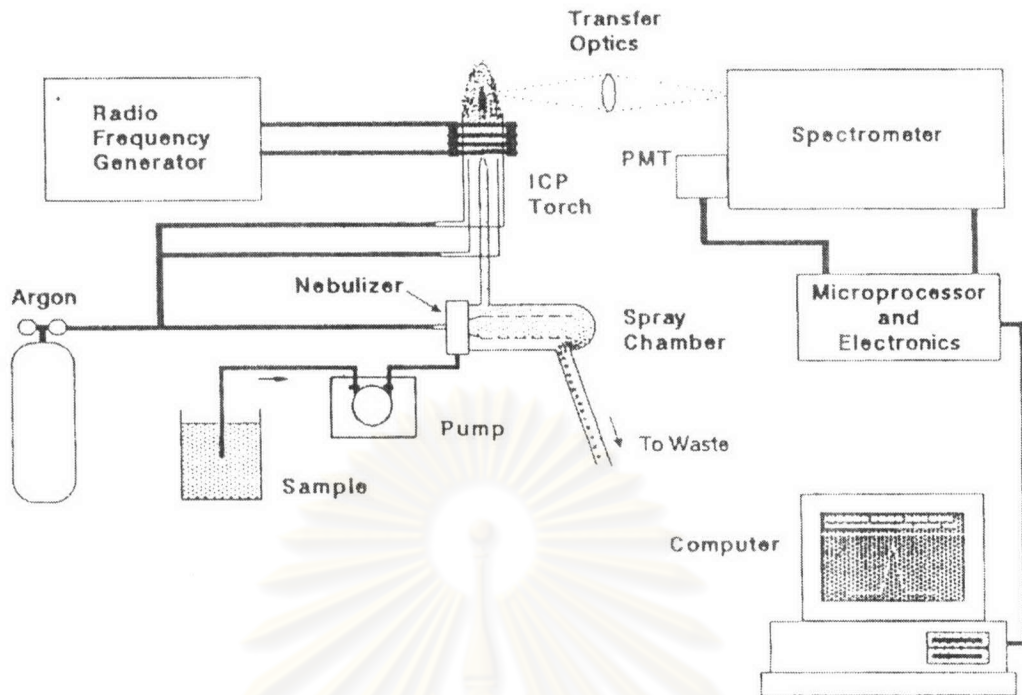 Transfer
Optics
Radio
Frequency
Generator
Spectrometer
PMT
ICP
Torch
Nebulizer
Argon
Microprocessor
and
Electronics
Spray
Chamber
Pump
To Waste
Sample
Computer